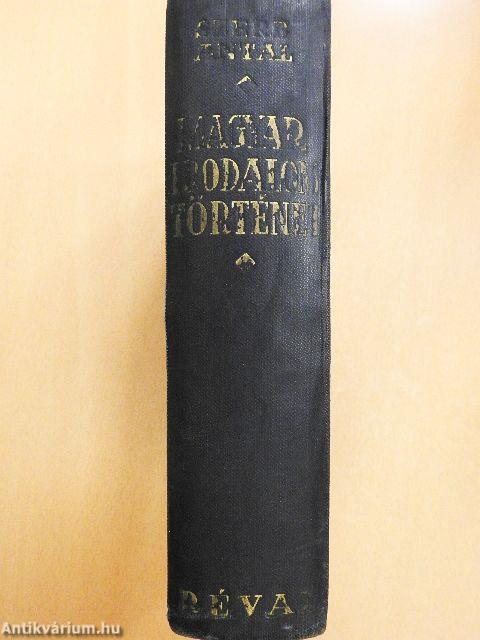 SZERB
ANTAL
MAGYAR
IRODALOM
TÖRTÉNET
RÉVAI
Antikvárium.hu